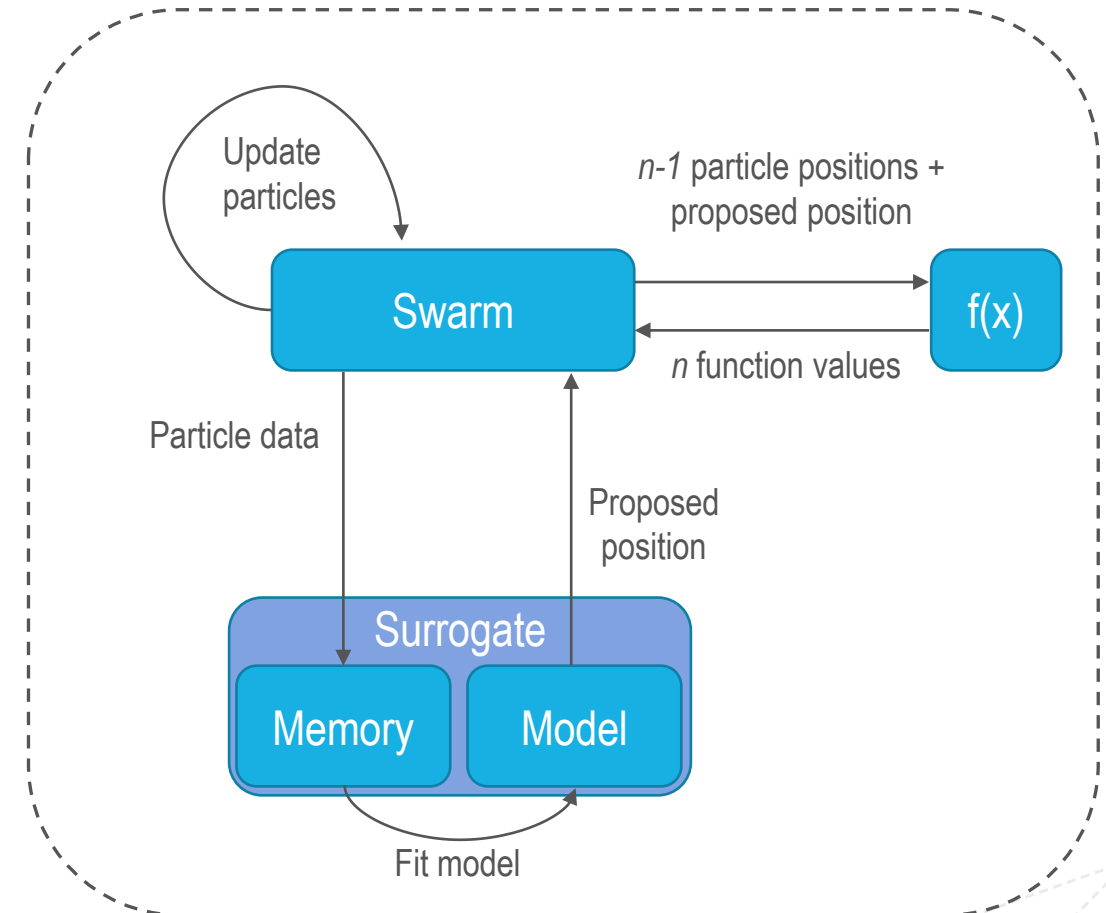 Update
particles
n-1 particle positions +
proposed position
Swarm
f(x)
n function values
Particle data
Proposed
position
Surrogate
Memory
Model
Fit model